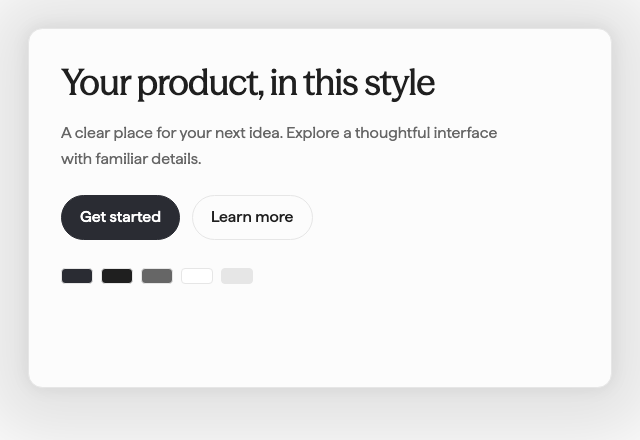 Your product, in this style
A clear place for your next idea. Explore a thoughtful interface
with familiar details.
Get started
Learn more